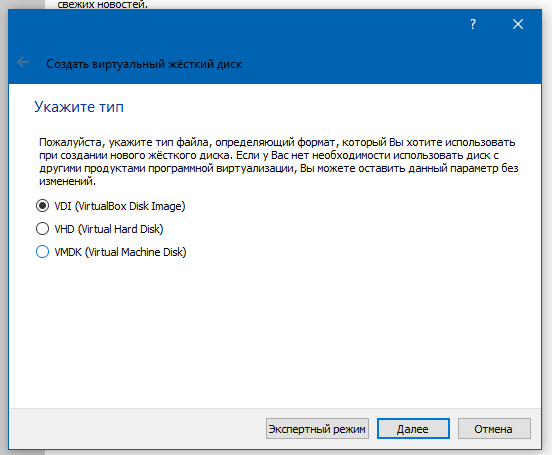 свежих новостей.
?
Создать виртуальный жёсткий диск
Укажите тип
Пожалуйста, укажите тип файла, определяющий формат, который Вы хотите использовать
при создании нового жёсткого диска. Если у Вас нет необходимости использовать диск с
другими продуктами программной виртуализации, Вы можете оставить данный параметр без
изменений.
VDI (VirtualBox Disk Image)
VHD (Virtual Hard Disk)
VMDK (Virtual Machine Disk)
Экспертный режим Далее Отмена